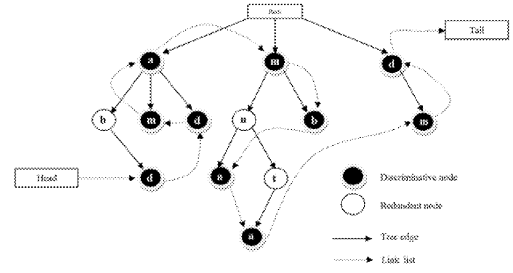 Root
Tail
a
m
d
b
m
d
u
b
m
Head
d
n
t
n
Discriminative node
Redundant node
Tree edge
Link list